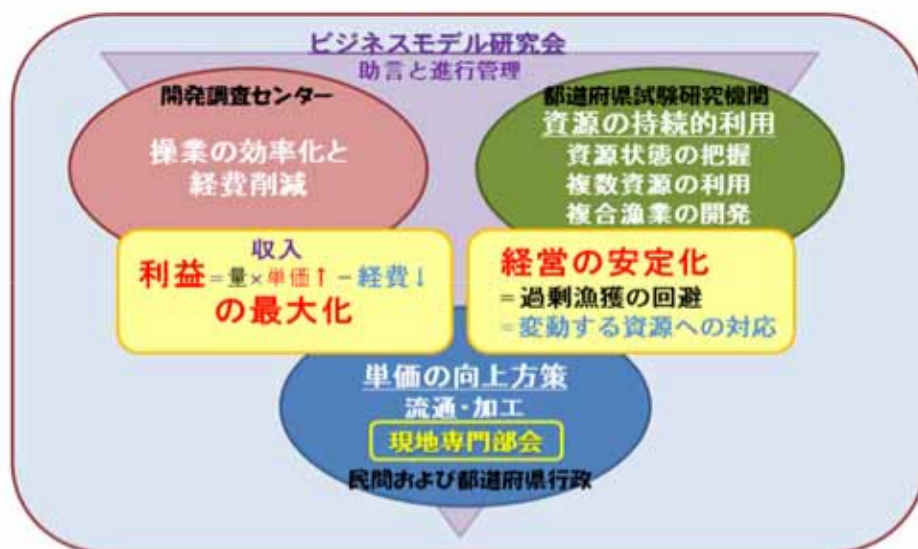 ビジネスモデル研究会
助言と進行管理
開発調査センター
操業の効率化と
経費削減
都道府県試験研究機関
資源の持続的利用
資源状態の把握
複数資源の利用
複合漁業の開発
収入
利益=量×単価↑-経費↓
の最大化
経営の安定化
=過剰漁獲の回避
=変動する資源への対応
単価の向上方策
流通・加工
現地専門部会
民間および都道府県行政